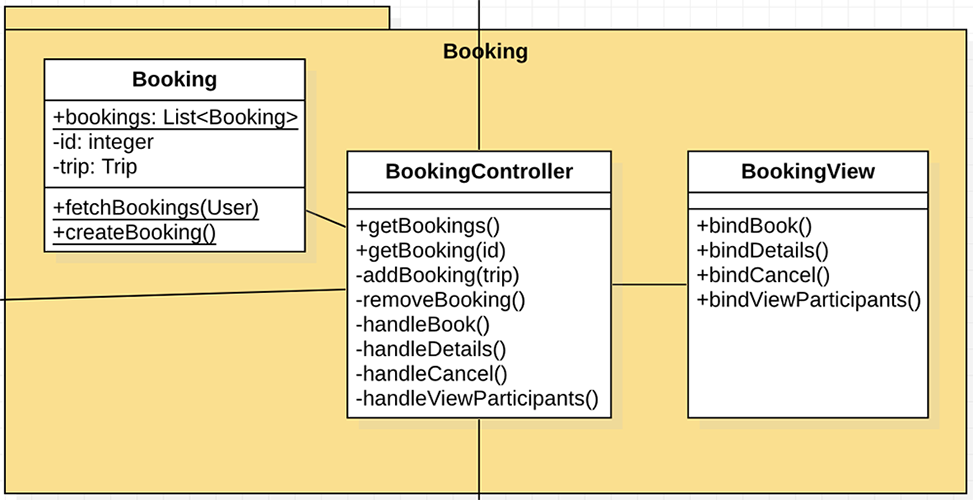 Booking
Booking
+bookings: List<Booking>
-id: integer
-trip: Trip
+fetchBookings(User)
+createBooking()
BookingController
+getBookings()
+getBooking(id)
-addBooking(trip)
-removeBooking()
-handleBook()
-handleDetails()
-handleCancel()
-handleViewParticipants()
BookingView
+bindBook()
+bindDetails()
+bindCancel()
+bindViewParticipants()